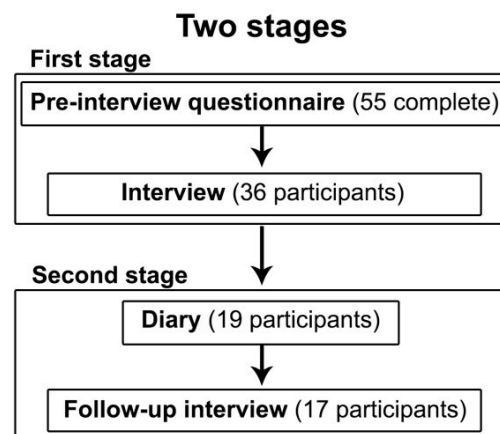 Two stages
First stage
Pre-interview questionnaire (55 complete)
Interview (36 participants)
Second stage
Diary (19 participants)
Follow-up interview (17 participants)